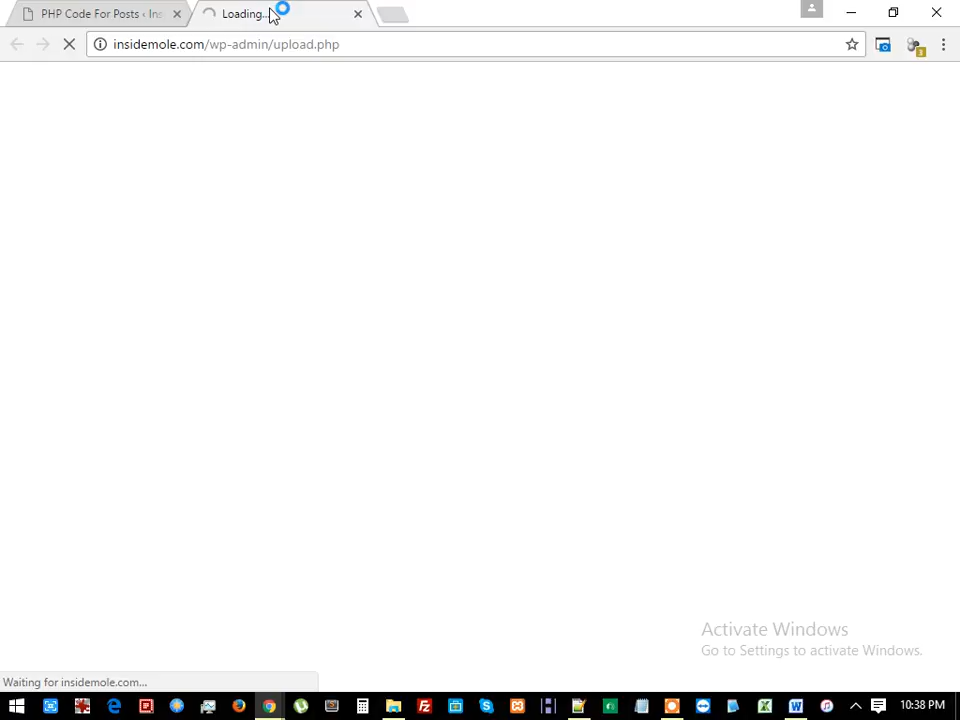 PHP Code For Posts ‹ Ins
Loading...
insidemole.com/wp-admin/upload.php
3
Activate Windows
Go to Settings to activate Windows.
Waiting for insidemole.com...
10:38 PM